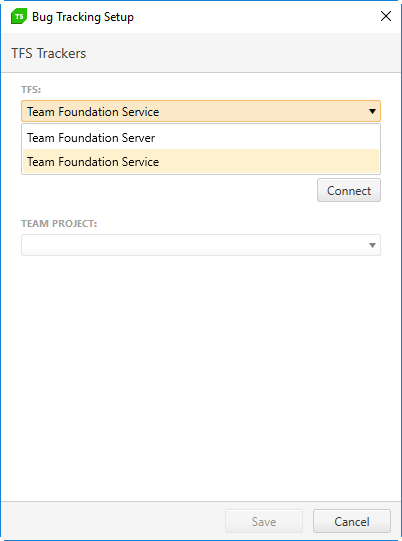 TS Bug Tracking Setup
TFS Trackers
TFS:
Team Foundation Service
Team Foundation Server
Team Foundation Service
Connect
TEAM PROJECT:
Save Cancel